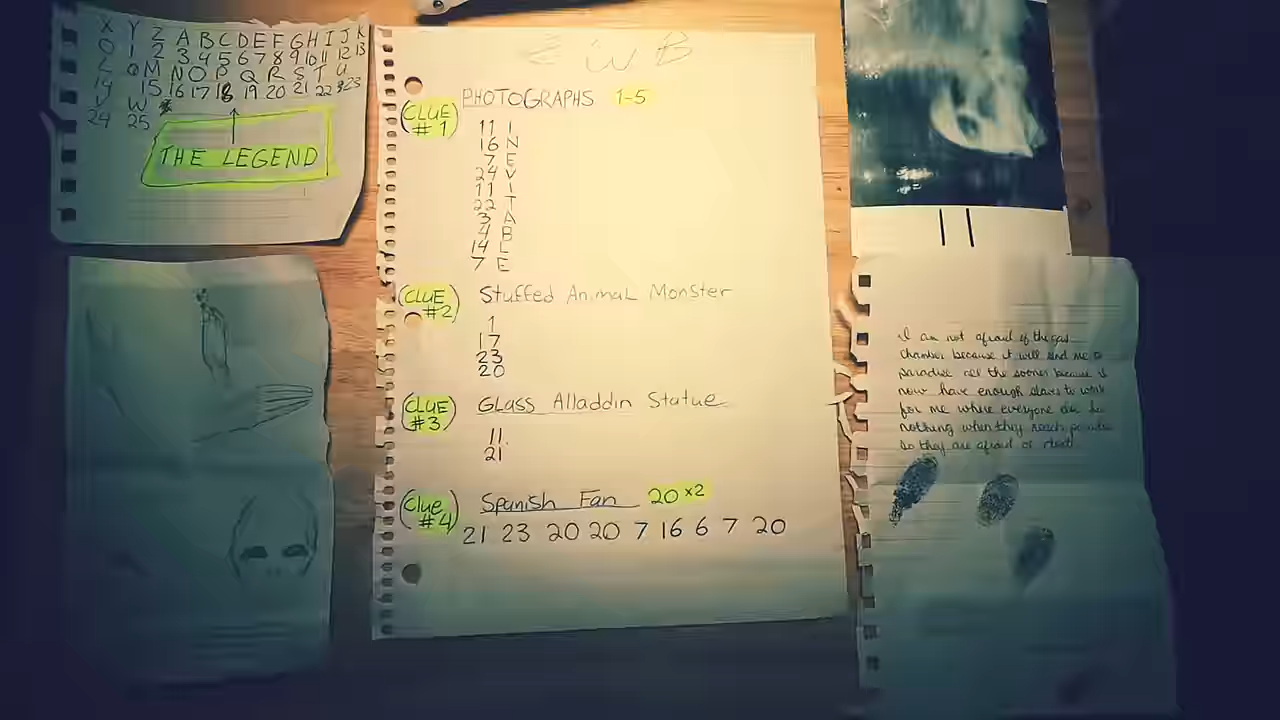 X Y Z A B C D E F G H I J K
0 1 2 3 4 5 6 7 8 9 10 11 12 13
L M N O P Q R S T U
14 15 16 17 18 19 20 21 22 23
V W
24 25
THE LEGEND
Z W B
CLUE #1
PHOTOGRAPHS 1-5
11 I
16 N
7 E
24 V
11 I
22 T
3 A
4 B
14 L
7 E
CLUE #2
Stuffed Animal Monster
1
17
23
20
CLUE #3
Glass Alladdin Statue
11.
21
Clue #4
Spanish Fan 20 x2
21 23 20 20 7 16 6 7 20
11
I am not afraid of the gas
chamber because it will send me to
paradise all the sooner because I
now have enough slaves to work
for me where everyone else has
nothing when they reach paradice
so they are afraid of death